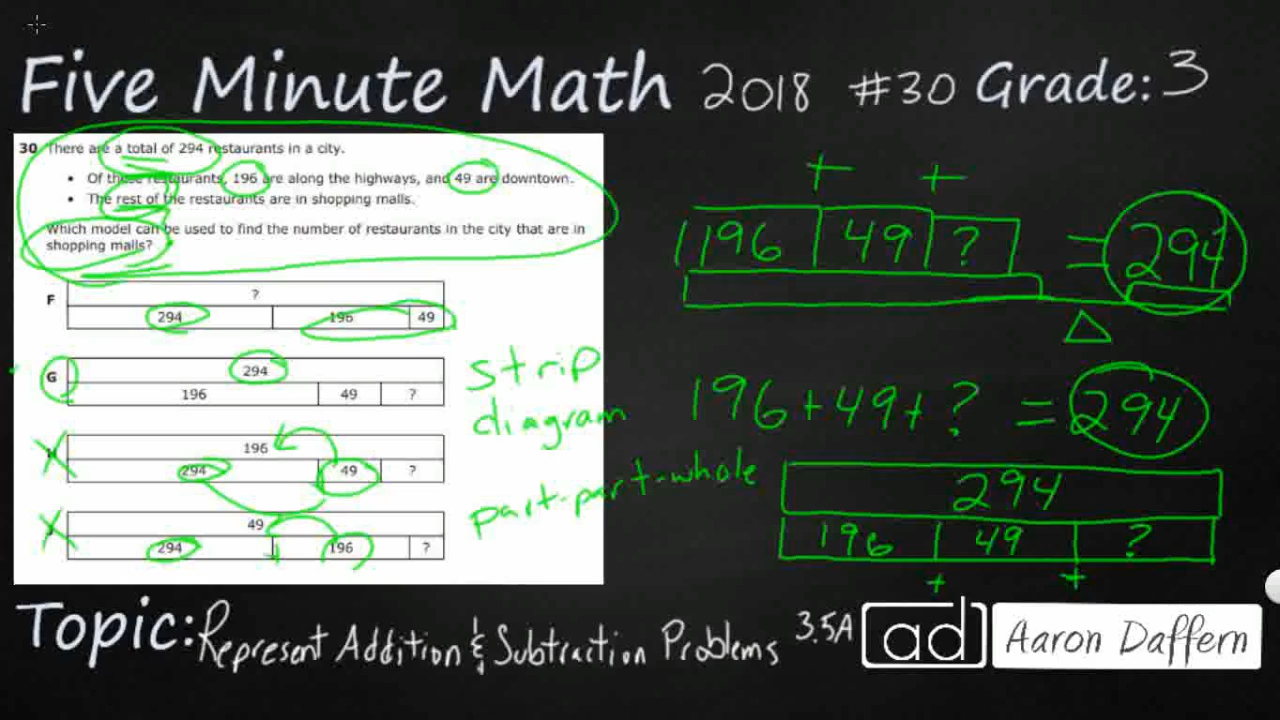 Five Minute Math 2018 #30 Grade: 3
30 There are a total of 294 restaurants in a city.
• Of these restaurants, 196 are along the highways, and 49 are downtown.
• The rest of the restaurants are in shopping malls.
Which model can be used to find the number of restaurants in the city that are in
shopping malls?
F
?
294 196 49
G
294
196 49 ?
196
294 49 ?
49
294 196 ?
strip
diagram
part-part-whole
+ +
196 49 ? = 294
196+49+? = 294
294
196 49 ?
+ +
Topic: Represent Addition & Subtraction Problems 3.5A
ad Aaron Daffern